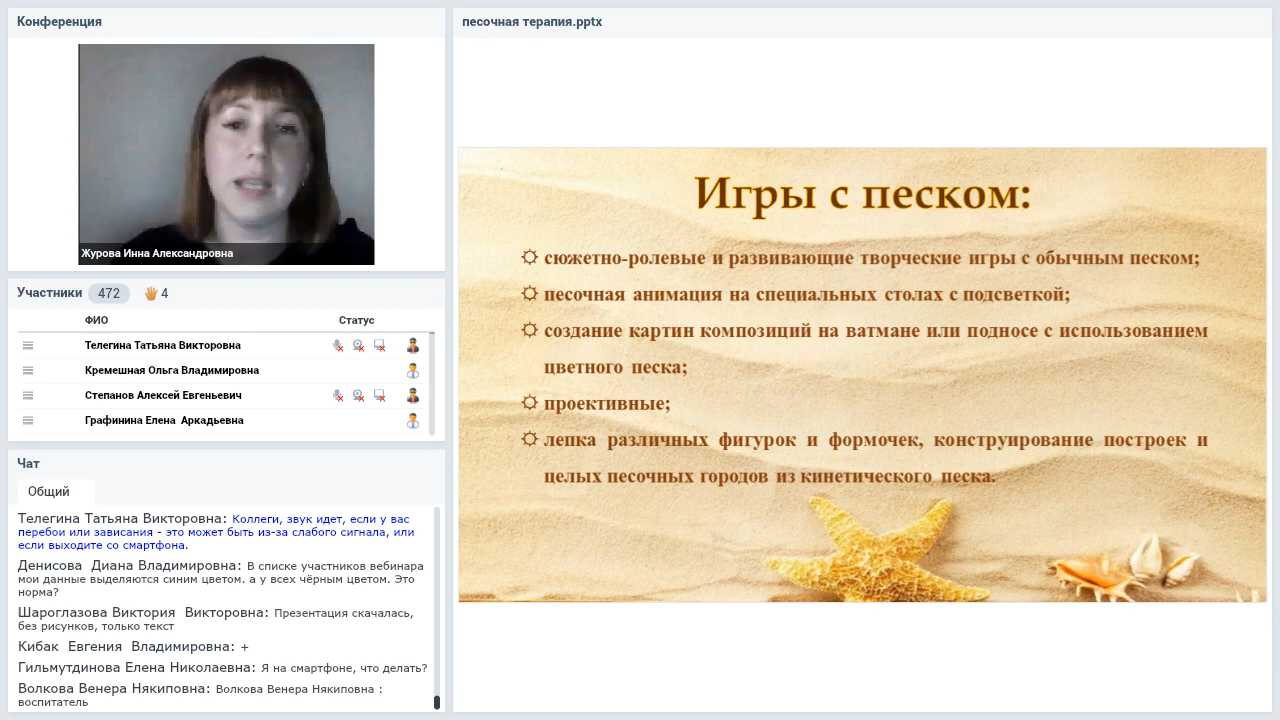 Конференция
Журова Инна Александровна
Участники 472 4
ФИО Статус
Телегина Татьяна Викторовна
Кремешная Ольга Владимировна
Степанов Алексей Евгеньевич
Графинина Елена Аркадьевна
Чат
Общий
Телегина Татьяна Викторовна: Коллеги, звук идет, если у вас
перебои или зависания - это может быть из-за слабого сигнала, или
если выходите со смартфона.
Денисова Диана Владимировна: В списке участников вебинара
мои данные выделяются синим цветом. а у всех чёрным цветом. Это
норма?
Шароглазова Виктория Викторовна: Презентация скачалась,
без рисунков, только текст
Кибак Евгения Владимировна: +
Гильмутдинова Елена Николаевна: Я на смартфоне, что делать?
Волкова Венера Някиповна: Волкова Венера Някиповна :
воспитатель
песочная терапия.pptx
Игры с песком:
сюжетно-ролевые и развивающие творческие игры с обычным песком;
песочная анимация на специальных столах с подсветкой;
создание картин композиций на ватмане или подносе с использованием
цветного песка;
проективные;
лепка различных фигурок и формочек, конструирование построек и
целых песочных городов из кинетического песка.